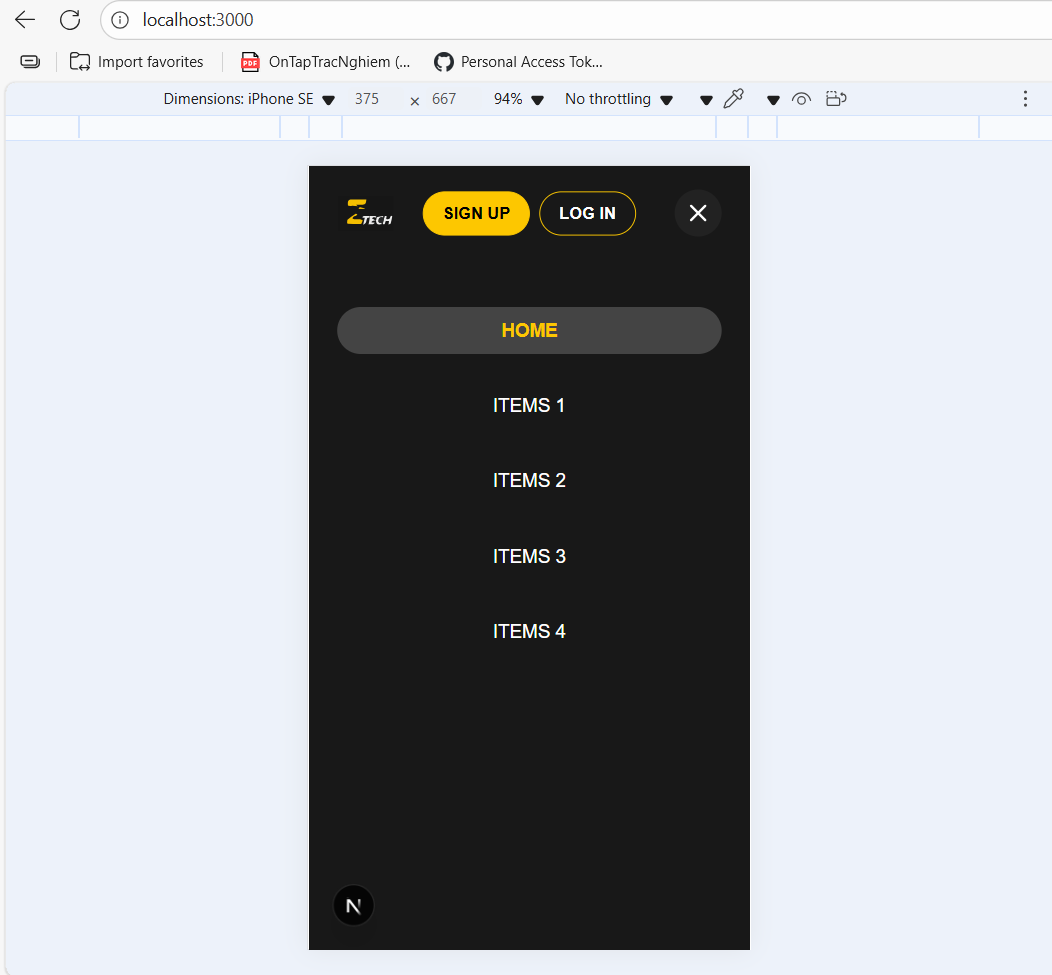 localhost:3000
Import favorites
PDF
OnTapTracNghiem (...
Personal Access Tok...
Dimensions: iPhone SE 375 × 667 94% No throttling
ZTECH SIGN UP LOG IN
HOME
ITEMS 1
ITEMS 2
ITEMS 3
ITEMS 4
N